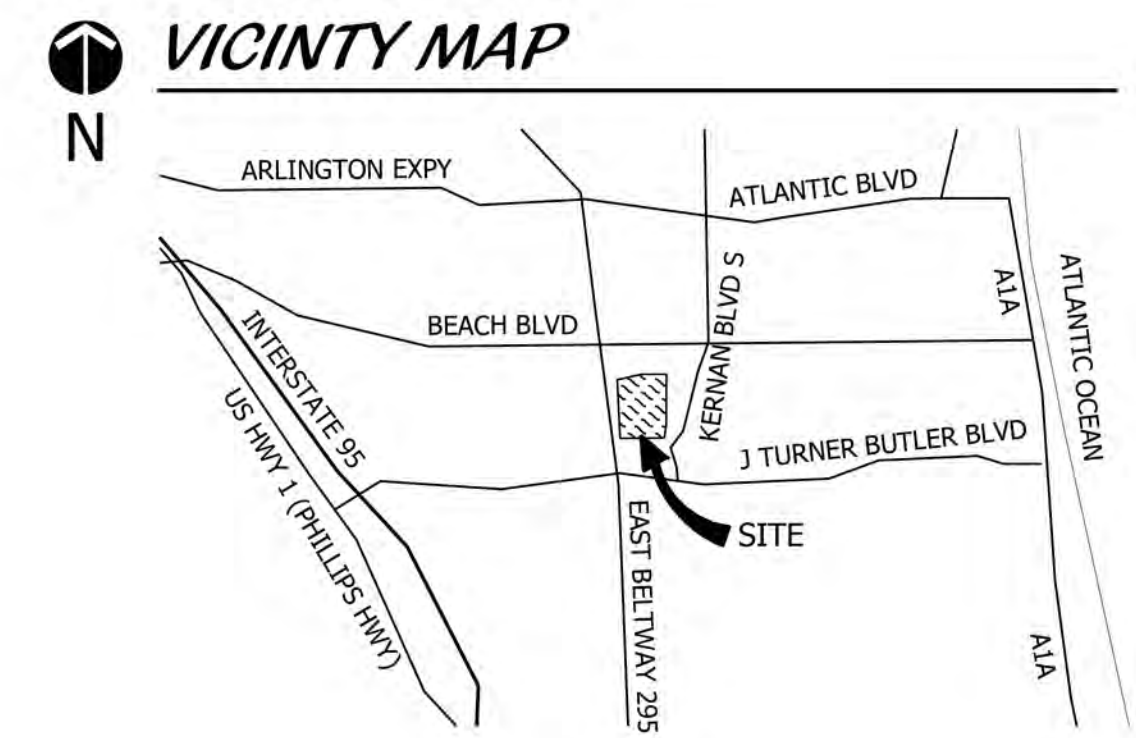 VICINTY MAP
N
ARLINGTON EXPY
ATLANTIC BLVD
A1A
ATLANTIC OCEAN
KERNAN BLVD S
BEACH BLVD
INTERSTATE 95
US HWY 1 (PHILLIPS HWY)
J TURNER BUTLER BLVD
SITE
EAST BELTWAY 295
A1A